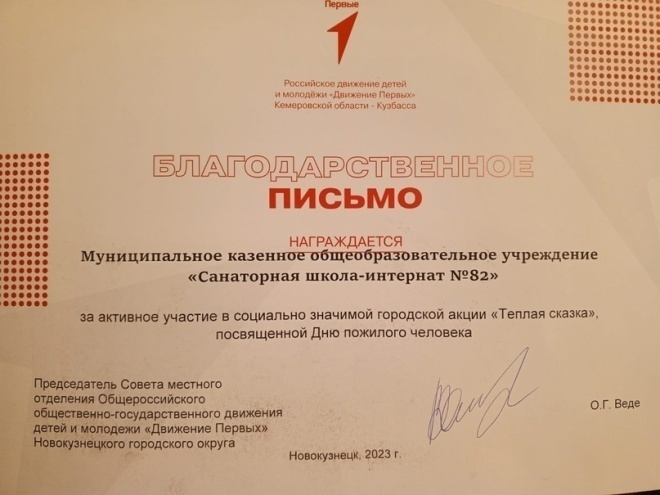 Первые
Российское движение детей
и молодёжи «Движение Первых»
Кемеровской области - Кузбасса
БЛАГОДАРСТВЕННОЕ
ПИСЬМО
НАГРАЖДАЕТСЯ
Муниципальное казенное общеобразовательное учреждение
«Санаторная школа-интернат №82»
за активное участие в социально значимой городской акции «Теплая сказка»,
посвященной Дню пожилого человека
Председатель Совета местного
отделения Общероссийского
общественно-государственного движения
детей и молодежи «Движение Первых»
Новокузнецкого городского округа
О.Г. Веде
Новокузнецк, 2023 г.